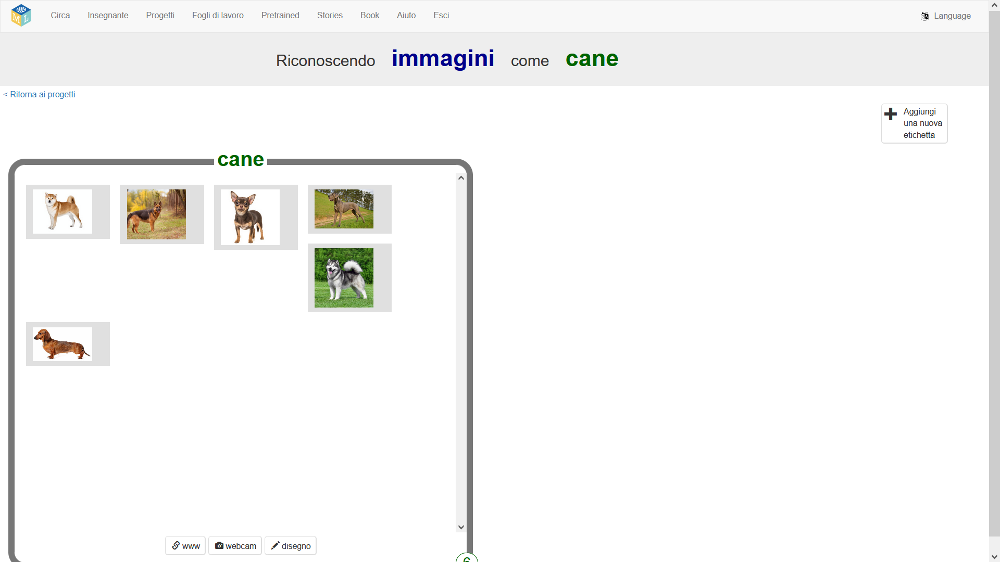 M L
Circa Insegnante Progetti Fogli di lavoro Pretrained Stories Book Aiuto Esci Language
Riconoscendo immagini come cane
< Ritorna ai progetti
Aggiungi
una nuova
etichetta
cane
www webcam disegno
6